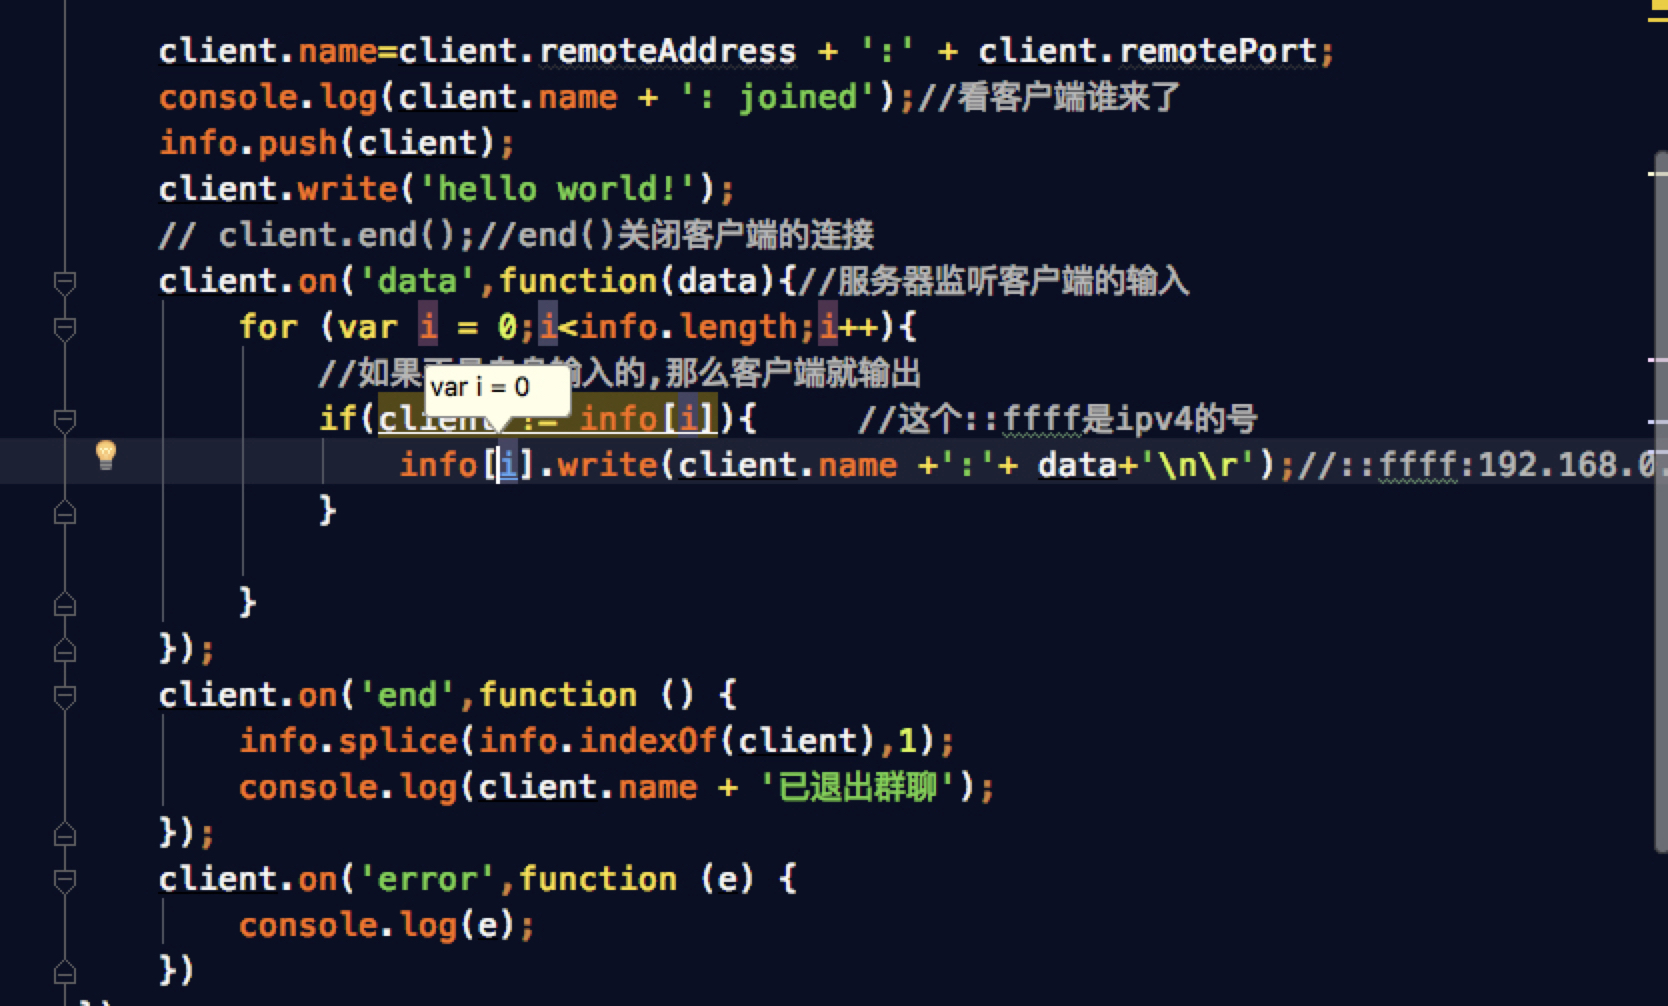 client.name=client.remoteAddress + ':' + client.remotePort;
console.log(client.name + ': joined');//看客户端谁来了
info.push(client);
client.write('hello world!');
// client.end();//end()关闭客户端的连接
client.on('data',function(data){//服务器监听客户端的输入
for (var i = 0;i<info.length;i++){
//如果 输入的,那么客户端就输出
var i = 0
if(client != info[i]){ //这个::ffff是ipv4的号
info[i].write(client.name +':'+ data+'\n\r');//::ffff:192.168.0.
}
}
});
client.on('end',function () {
info.splice(info.indexOf(client),1);
console.log(client.name + '已退出群聊');
});
client.on('error',function (e) {
console.log(e);
})